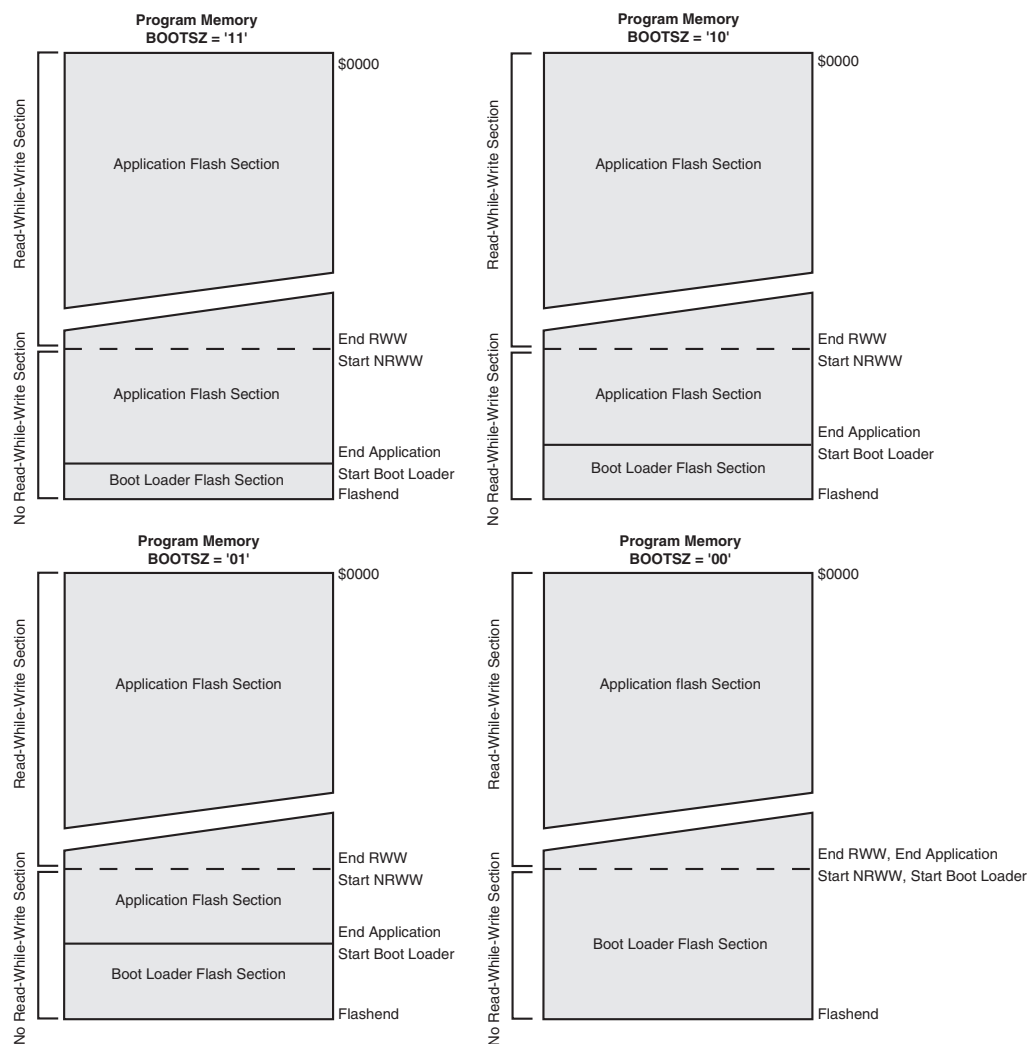 Program Memory
BOOTSZ = '11'
$0000
Read-While-Write Section
Application Flash Section
End RWW
Start NRWW
No Read-While-Write Section
Application Flash Section
End Application
Start Boot Loader
Boot Loader Flash Section
Flashend
Program Memory
BOOTSZ = '10'
$0000
Read-While-Write Section
Application Flash Section
End RWW
Start NRWW
No Read-While-Write Section
Application Flash Section
End Application
Start Boot Loader
Boot Loader Flash Section
Flashend
Program Memory
BOOTSZ = '01'
$0000
Read-While-Write Section
Application Flash Section
End RWW
Start NRWW
No Read-While-Write Section
Application Flash Section
End Application
Start Boot Loader
Boot Loader Flash Section
Flashend
Program Memory
BOOTSZ = '00'
$0000
Read-While-Write Section
Application flash Section
End RWW, End Application
Start NRWW, Start Boot Loader
No Read-While-Write Section
Boot Loader Flash Section
Flashend